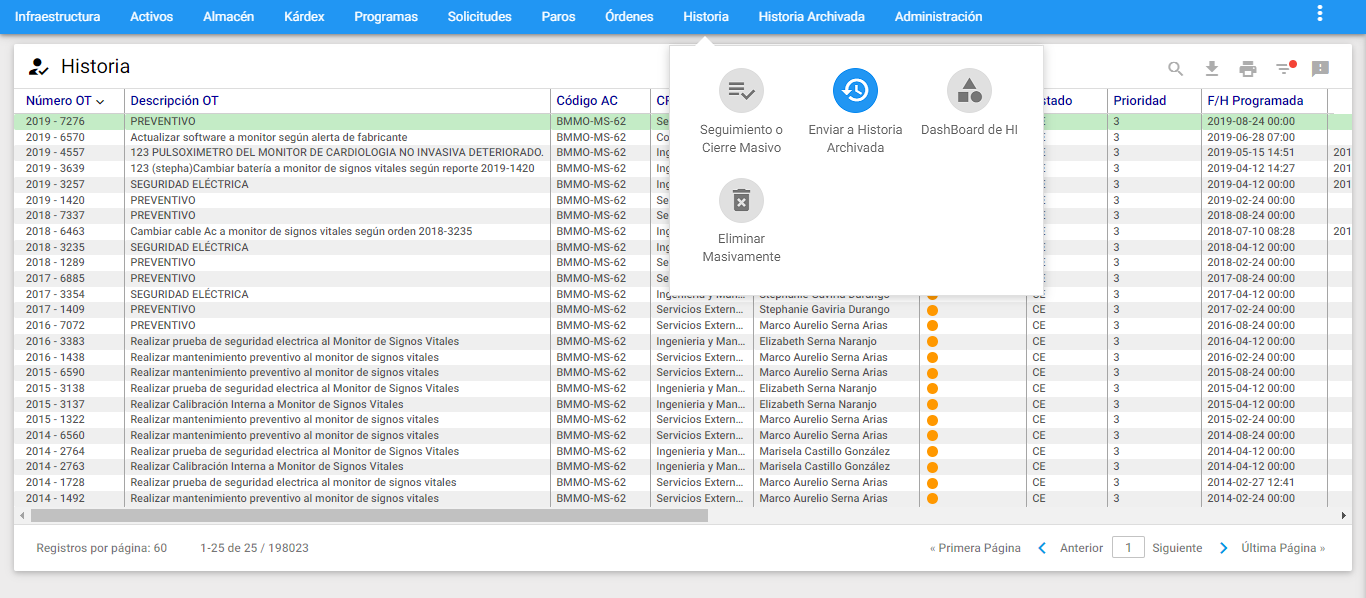 Infraestructura Activos Almacén Kárdex Programas Solicitudes Paros Órdenes Historia Historia Archivada Administración
Historia
Seguimiento o Cierre Masivo
Enviar a Historia Archivada
DashBoard de HI
Eliminar Masivamente
Número OT Descripción OT Código AC stado Prioridad F/H Programada
2019 - 7276 PREVENTIVO BMMO-MS-62 Se 3 2019-08-24 00:00
2019 - 6570 Actualizar software a monitor según alerta de fabricante BMMO-MS-62 Co 3 2019-06-28 07:00
2019 - 4557 123 PULSOXIMETRO DEL MONITOR DE CARDIOLOGIA NO INVASIVA DETERIORADO. BMMO-MS-62 Ing 3 2019-05-15 14:51 201
2019 - 3639 123 (stepha)Cambiar batería a monitor de signos vitales según reporte 2019-1420 BMMO-MS-62 Ing 3 2019-04-12 14:27 201
2019 - 3257 SEGURIDAD ELÉCTRICA BMMO-MS-62 Ing 3 2019-04-12 00:00 201
2019 - 1420 PREVENTIVO BMMO-MS-62 Se 3 2019-02-24 00:00
2018 - 7337 PREVENTIVO BMMO-MS-62 Se 3 2018-08-24 00:00
2018 - 6463 Cambiar cable Ac a monitor de signos vitales según orden 2018-3235 BMMO-MS-62 Ing 3 2018-07-10 08:28 201
2018 - 3235 SEGURIDAD ELÉCTRICA BMMO-MS-62 Ing 3 2018-04-12 00:00
2018 - 1289 PREVENTIVO BMMO-MS-62 Se 3 2018-02-24 00:00
2017 - 6885 PREVENTIVO BMMO-MS-62 Se 3 2017-08-24 00:00
2017 - 3354 SEGURIDAD ELÉCTRICA BMMO-MS-62 Ingenieria y Man... Stephanie Gaviria Durango CE 3 2017-04-12 00:00
2017 - 1409 PREVENTIVO BMMO-MS-62 Servicios Extern... Stephanie Gaviria Durango CE 3 2017-02-24 00:00
2016 - 7072 PREVENTIVO BMMO-MS-62 Servicios Extern... Marco Aurelio Serna Arias CE 3 2016-08-24 00:00
2016 - 3383 Realizar prueba de seguridad electrica al Monitor de Signos Vitales BMMO-MS-62 Ingenieria y Man... Elizabeth Serna Naranjo CE 3 2016-04-12 00:00
2016 - 1438 Realizar mantenimiento preventivo al monitor de signos vitales BMMO-MS-62 Servicios Extern... Marco Aurelio Serna Arias CE 3 2016-02-24 00:00
2015 - 6590 Realizar mantenimiento preventivo al monitor de signos vitales BMMO-MS-62 Servicios Extern... Marco Aurelio Serna Arias CE 3 2015-08-24 00:00
2015 - 3138 Realizar prueba de seguridad electrica al Monitor de Signos Vitales BMMO-MS-62 Ingenieria y Man... Elizabeth Serna Naranjo CE 3 2015-04-12 00:00
2015 - 3137 Realizar Calibración Interna a Monitor de Signos Vitales BMMO-MS-62 Ingenieria y Man... Elizabeth Serna Naranjo CE 3 2015-04-12 00:00
2015 - 1322 Realizar mantenimiento preventivo al monitor de signos vitales BMMO-MS-62 Servicios Extern... Marco Aurelio Serna Arias CE 3 2015-02-24 00:00
2014 - 6560 Realizar mantenimiento preventivo al monitor de signos vitales BMMO-MS-62 Servicios Extern... Marco Aurelio Serna Arias CE 3 2014-08-24 00:00
2014 - 2764 Realizar prueba de seguridad electrica al Monitor de Signos Vitales BMMO-MS-62 Ingenieria y Man... Marisela Castillo González CE 3 2014-04-12 00:00
2014 - 2763 Realizar Calibración Interna a Monitor de Signos Vitales BMMO-MS-62 Ingenieria y Man... Marisela Castillo González CE 3 2014-04-12 00:00
2014 - 1728 Realizar prueba de seguridad electrica al monitor de signos vitales BMMO-MS-62 Servicios Extern... Marco Aurelio Serna Arias CE 3 2014-02-27 12:41
2014 - 1492 Realizar mantenimiento preventivo al monitor de signos vitales BMMO-MS-62 Servicios Extern... Marco Aurelio Serna Arias CE 3 2014-02-24 00:00
Registros por página: 60 1-25 de 25 / 198023 « Primera Página Anterior 1 Siguiente Última Página »